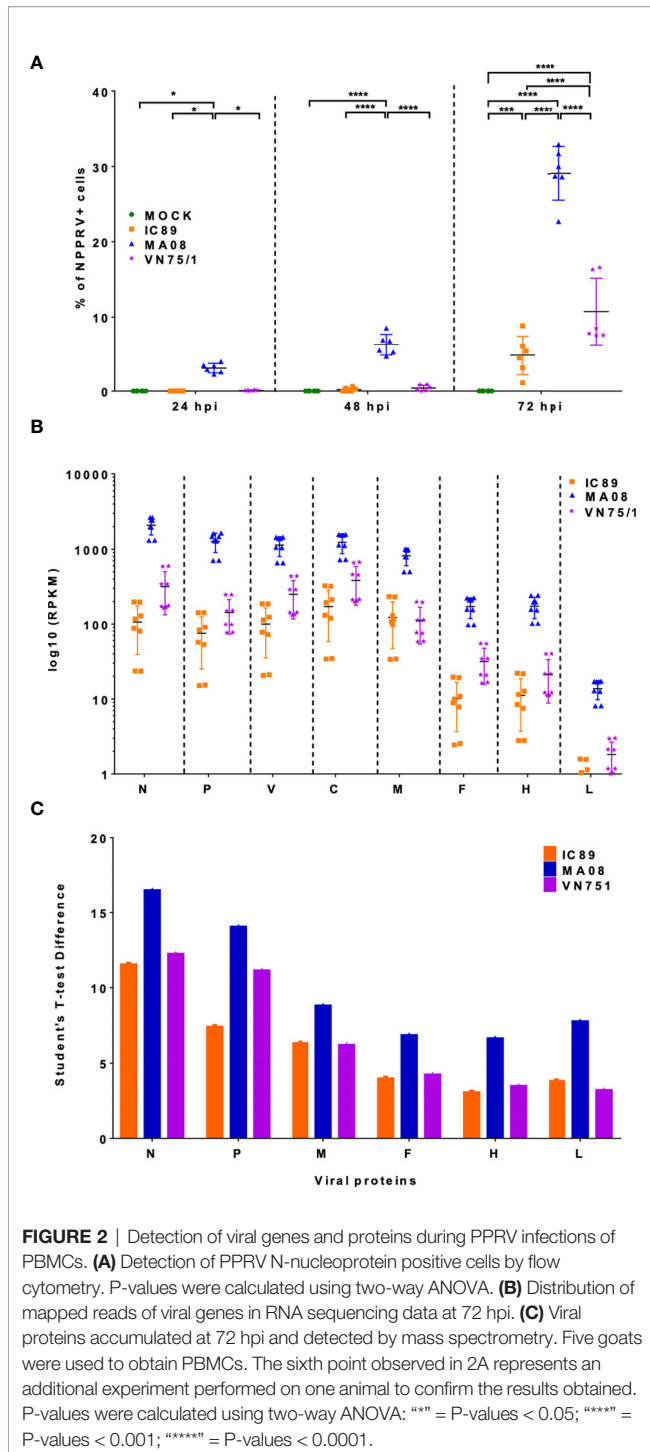 A
% of NPPRV+ cells
40
30
20
10
0
* * *
**** **** ****
**** **** **** *** **** ****
MOCK
IC89
MA08
VN75/1
24 hpi 48 hpi 72 hpi
B
log10 (RPKM)
10000
1000
100
10
1
IC89
MA08
VN75/1
N P V C M F H L
C
Student's T-test Difference
20
15
10
5
0
IC89
MA08
VN751
N P M F H L
Viral proteins
FIGURE 2 | Detection of viral genes and proteins during PPRV infections of
PBMCs. (A) Detection of PPRV N-nucleoprotein positive cells by flow
cytometry. P-values were calculated using two-way ANOVA. (B) Distribution of
mapped reads of viral genes in RNA sequencing data at 72 hpi. (C) Viral
proteins accumulated at 72 hpi and detected by mass spectrometry. Five goats
were used to obtain PBMCs. The sixth point observed in 2A represents an
additional experiment performed on one animal to confirm the results obtained.
P-values were calculated using two-way ANOVA: “*” = P-values < 0.05; “***” =
P-values < 0.001; “****” = P-values < 0.0001.